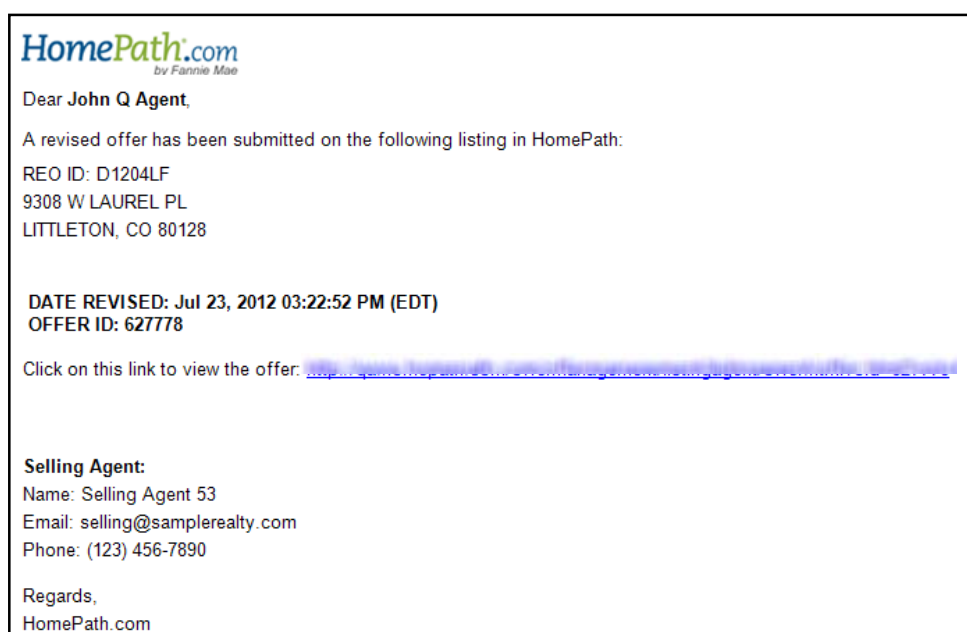 HomePath.com
by Fannie Mae
Dear John Q Agent,
A revised offer has been submitted on the following listing in HomePath:
REO ID: D1204LF
9308 W LAUREL PL
LITTLETON, CO 80128
DATE REVISED: Jul 23, 2012 03:22:52 PM (EDT)
OFFER ID: 627778
Click on this link to view the offer:
Selling Agent:
Name: Selling Agent 53
Email: selling@samplerealty.com
Phone: (123) 456-7890
Regards,
HomePath.com